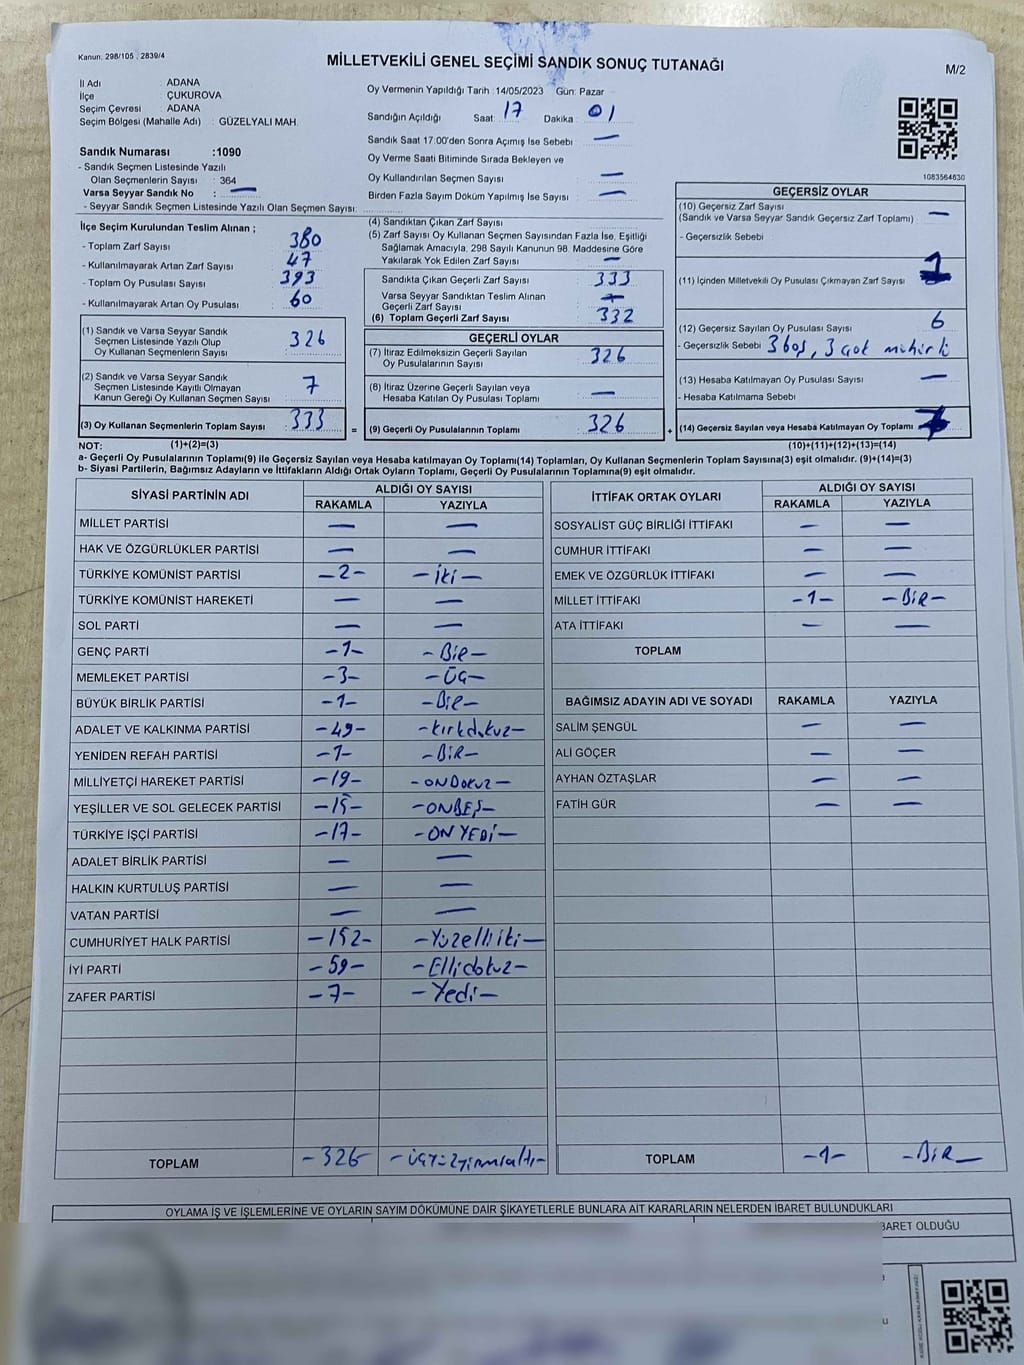 Kanun: 298/105 , 2839/4
MİLLETVEKİLİ GENEL SEÇİMİ SANDIK SONUÇ TUTANAĞI
M/2
İl Adı : ADANA
İlçe : ÇUKUROVA
Seçim Çevresi : ADANA
Seçim Bölgesi (Mahalle Adı) : GÜZELYALI MAH.
Sandık Numarası :1090
- Sandık Seçmen Listesinde Yazılı
Olan Seçmenlerin Sayısı : 364
Varsa Seyyar Sandık No : —
- Seyyar Sandık Seçmen Listesinde Yazılı Olan Seçmen Sayısı:
Oy Vermenin Yapıldığı Tarih :14/05/2023 Gün: Pazar
Sandığın Açıldığı Saat : 17 Dakika : 01
Sandık Saat 17:00'den Sonra Açılmış İse Sebebi : —
Oy Verme Saati Bitiminde Sırada Bekleyen ve
Oy Kullandırılan Seçmen Sayısı : —
Birden Fazla Sayım Döküm Yapılmış İse Sayısı : —
1083564630
İlçe Seçim Kurulundan Teslim Alınan ;
- Toplam Zarf Sayısı : 380
- Kullanılmayarak Artan Zarf Sayısı : 47
- Toplam Oy Pusulası Sayısı : 393
- Kullanılmayarak Artan Oy Pusulası : 60
(1) Sandık ve Varsa Seyyar Sandık
Seçmen Listesinde Yazılı Olup
Oy Kullanan Seçmenlerin Sayısı : 326
(2) Sandık ve Varsa Seyyar Sandık
Seçmen Listesinde Kayıtlı Olmayan
Kanun Gereği Oy Kullanan Seçmen Sayısı : 7
(3) Oy Kullanan Seçmenlerin Toplam Sayısı : 333
(4) Sandıktan Çıkan Zarf Sayısı
(5) Zarf Sayısı Oy Kullanan Seçmen Sayısından Fazla İse, Eşitliği
Sağlamak Amacıyla, 298 Sayılı Kanunun 98. Maddesine Göre
Yakılarak Yok Edilen Zarf Sayısı : —
Sandıkta Çıkan Geçerli Zarf Sayısı : 333
Varsa Seyyar Sandıktan Teslim Alınan
Geçerli Zarf Sayısı :
(6) Toplam Geçerli Zarf Sayısı : 332
GEÇERLİ OYLAR
(7) İtiraz Edilmeksizin Geçerli Sayılan
Oy Pusulalarının Sayısı : 326
(8) İtiraz Üzerine Geçerli Sayılan veya
Hesaba Katılan Oy Pusulası Toplamı : —
= (9) Geçerli Oy Pusulalarının Toplamı : 326 +
GEÇERSİZ OYLAR
(10) Geçersiz Zarf Sayısı
(Sandık ve Varsa Seyyar Sandık Geçersiz Zarf Toplamı) : —
- Geçersizlik Sebebi :
(11) İçinden Milletvekili Oy Pusulası Çıkmayan Zarf Sayısı : 1
(12) Geçersiz Sayılan Oy Pusulası Sayısı : 6
- Geçersizlik Sebebi : 3 boş, 3 çok mühürlü
(13) Hesaba Katılmayan Oy Pusulası Sayısı : —
- Hesaba Katılmama Sebebi
(14) Geçersiz Sayılan veya Hesaba Katılmayan Oy Pusulası Toplamı :
NOT: (1)+(2)=(3) (10)+(11)+(12)+(13)=(14)
a- Geçerli Oy Pusulaları Toplamı(9) ile Geçersiz Sayılan veya Hesaba katılmayan Oy Pusulası Toplamı(14) Toplamları, Oy Kullanan Seçmenlerin Toplam Sayısına(3) eşit olmalıdır. (9)+(14)=(3)
b- Siyasi Partilerin, Bağımsız Adayların ve İttifakların Aldığı Ortak Oyların Toplamı, Geçerli Oy Pusulalarının Toplamına(9) eşit olmalıdır.
SİYASİ PARTİNİN ADI ALDIĞI OY SAYISI
RAKAMLA YAZIYLA
MİLLET PARTİSİ — —
HAK VE ÖZGÜRLÜKLER PARTİSİ — —
TÜRKİYE KOMÜNİST PARTİSİ –2– –iki–
TÜRKİYE KOMÜNİST HAREKETİ — —
SOL PARTİ — —
GENÇ PARTİ –1– –BİR–
MEMLEKET PARTİSİ –3– –ÜÇ–
BÜYÜK BİRLİK PARTİSİ –1– –BİR–
ADALET VE KALKINMA PARTİSİ –49– –kırkdokuz–
YENİDEN REFAH PARTİSİ –1– –BİR–
MİLLİYETÇİ HAREKET PARTİSİ –19– –ONDOKUZ–
YEŞİLLER VE SOL GELECEK PARTİSİ –15– –ONBEŞ–
TÜRKİYE İŞÇİ PARTİSİ –17– –ON YEDİ–
ADALET BİRLİK PARTİSİ — —
HALKIN KURTULUŞ PARTİSİ — —
VATAN PARTİSİ — —
CUMHURİYET HALK PARTİSİ –152– –Yüzelliiki–
İYİ PARTİ –59– –Ellidokuz–
ZAFER PARTİSİ –7– –Yedi–
TOPLAM –326 –üçyüzyirmialtı–
İTTİFAK ORTAK OYLARI ALDIĞI OY SAYISI
RAKAMLA YAZIYLA
SOSYALİST GÜÇ BİRLİĞİ İTTİFAKI — —
CUMHUR İTTİFAKI — —
EMEK VE ÖZGÜRLÜK İTTİFAKI — —
MİLLET İTTİFAKI –1– –BİR–
ATA İTTİFAKI — —
TOPLAM
BAĞIMSIZ ADAYIN ADI VE SOYADI RAKAMLA YAZIYLA
SALİM ŞENGÜL — —
ALİ GÖÇER — —
AYHAN ÖZTAŞLAR — —
FATİH GÜR — —
TOPLAM –1– –BİR–
OYLAMA İŞ VE İŞLEMLERİNE VE OYLARIN SAYIM DÖKÜMÜNE DAİR ŞİKAYETLERLE BUNLARA AİT KARARLARIN NELERDEN İBARET BULUNDUKLARI
BARET OLDUĞU